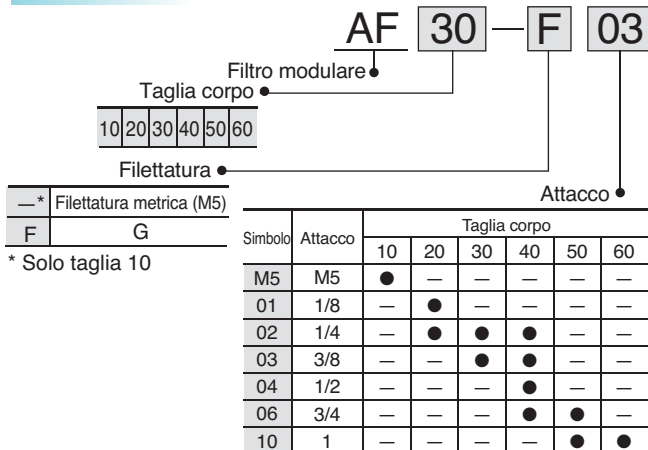 AF 30 — F 03
Filtro modulare
Taglia corpo
10 20 30 40 50 60
Filettatura
—* Filettatura metrica (M5)
F G
* Solo taglia 10
Attacco
Simbolo Attacco Taglia corpo
10 20 30 40 50 60
M5 M5 ● — — — — —
01 1/8 — ● — — — —
02 1/4 — ● ● ● — —
03 3/8 — — ● ● — —
04 1/2 — — — ● — —
06 3/4 — — — ● ● —
10 1 — — — — ● ●